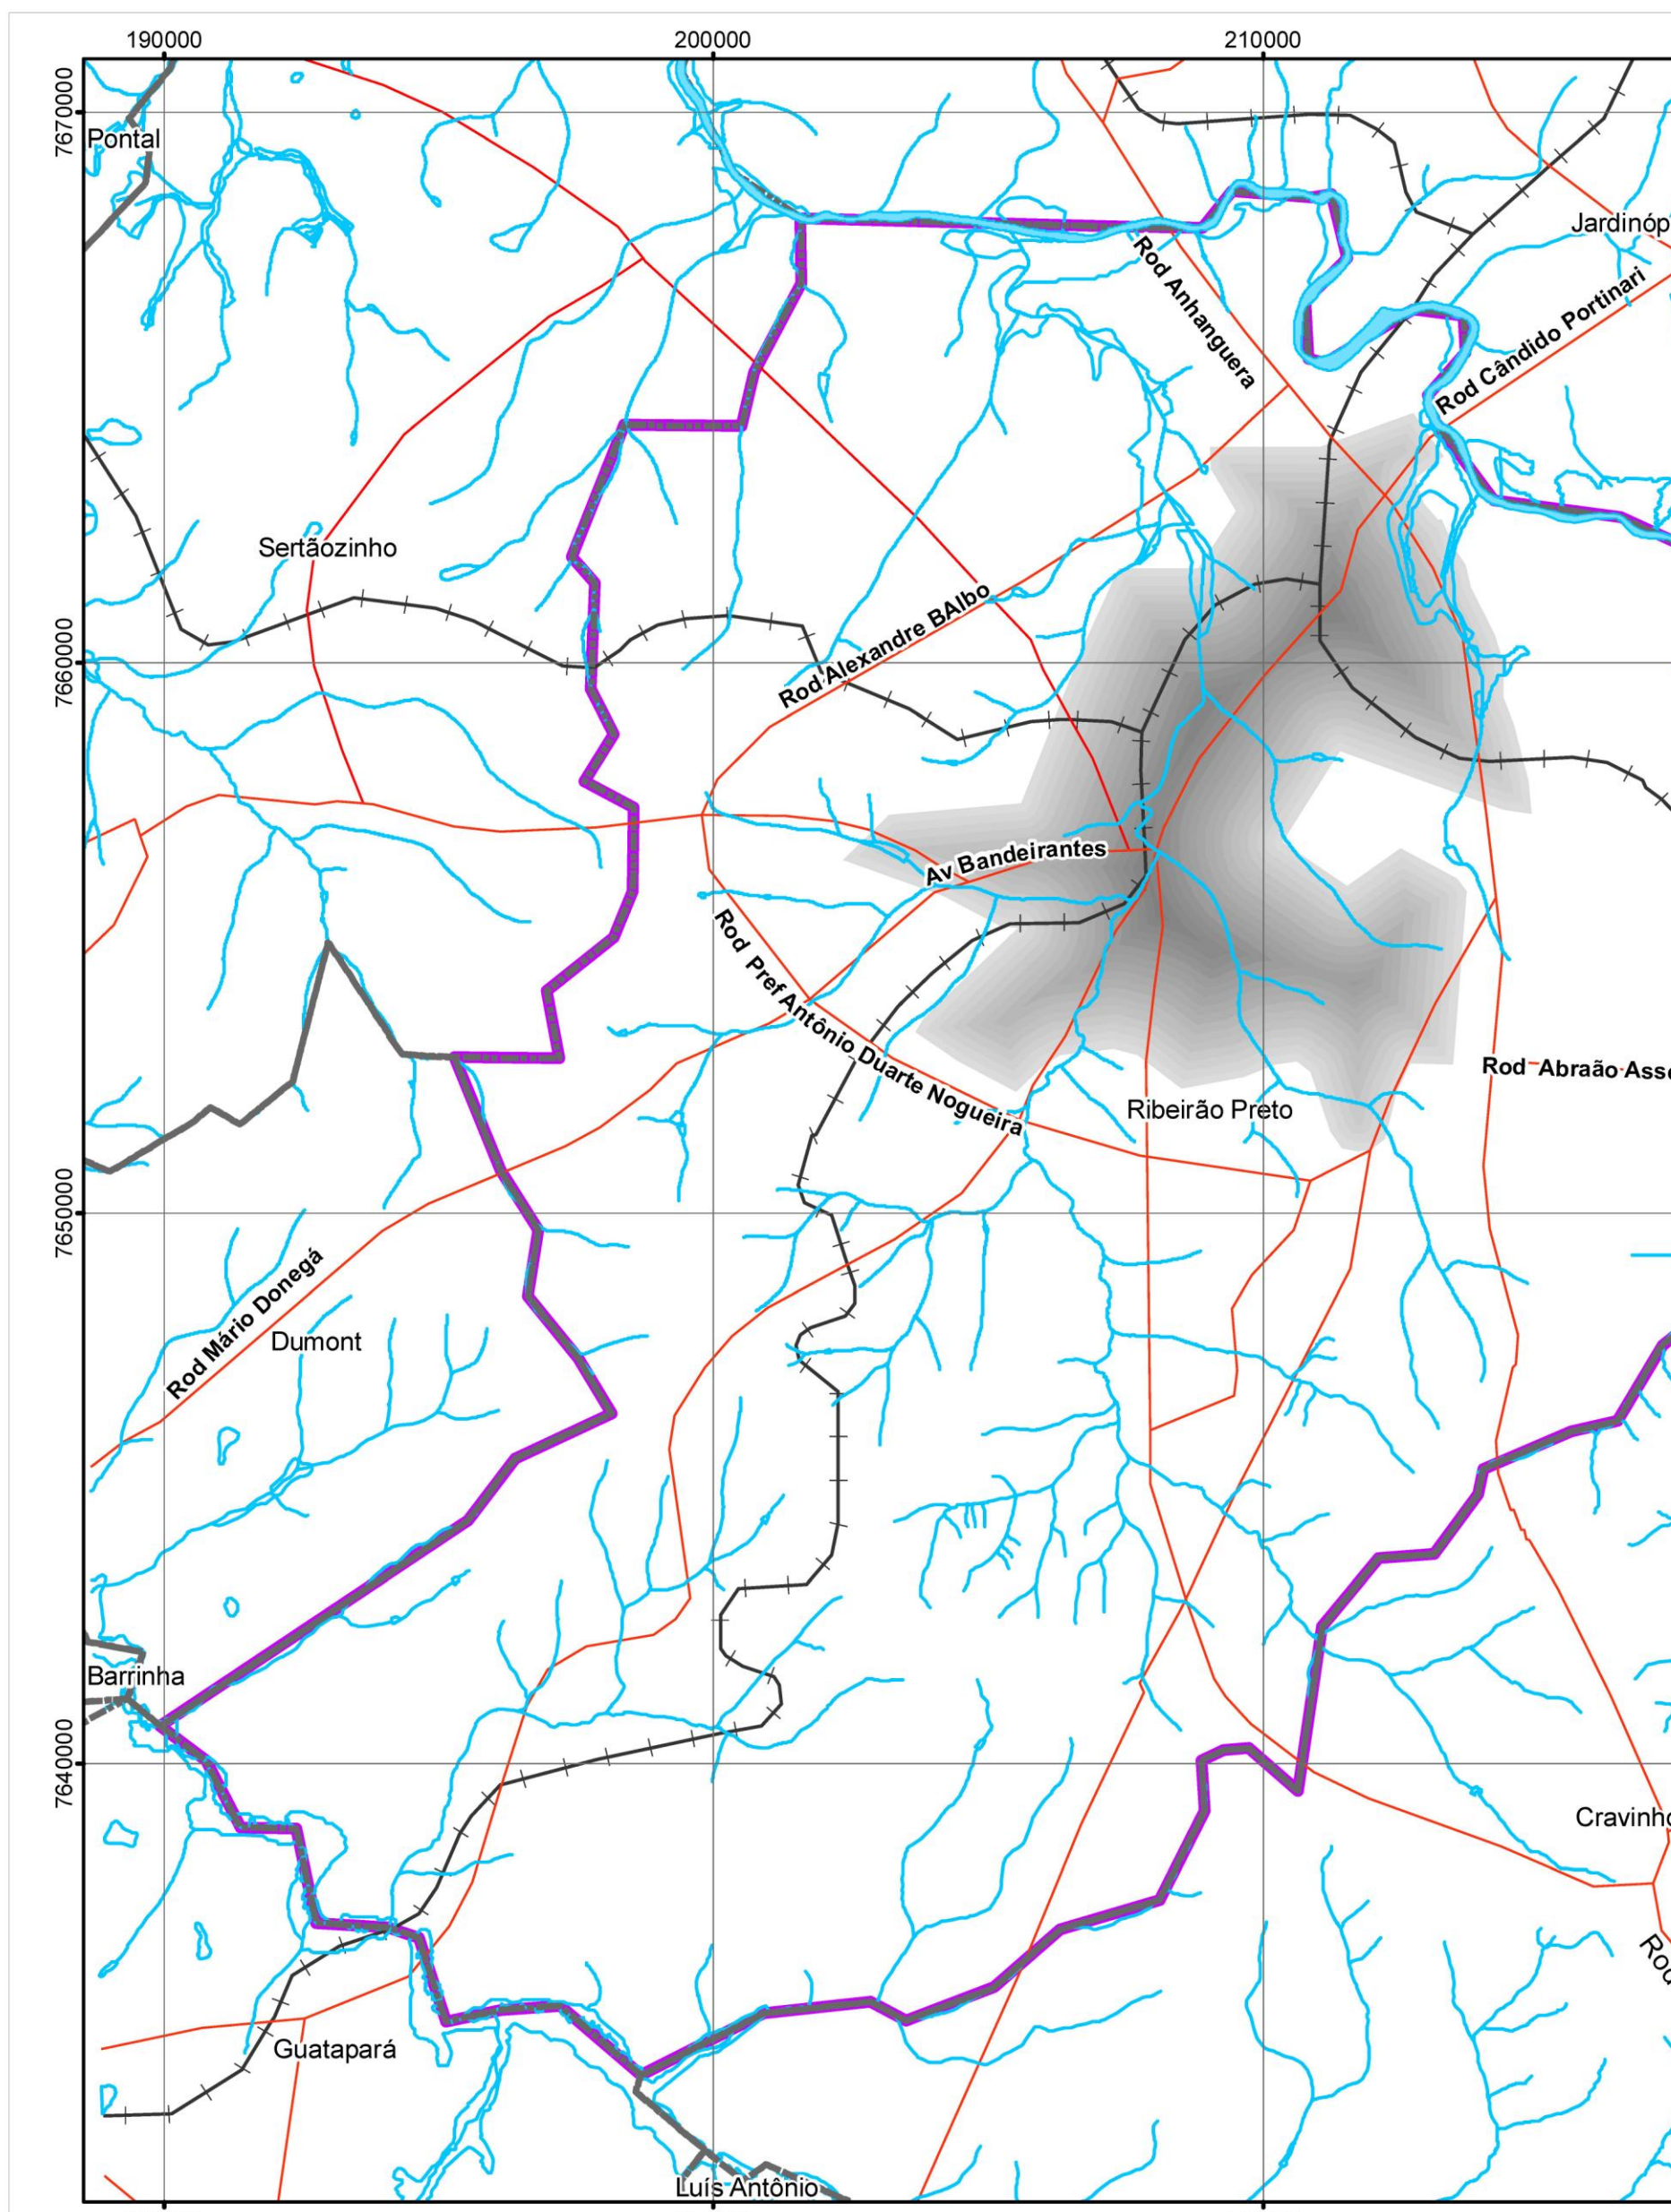 190000
200000
210000
7670000
Pontal
Jardinóp
Rod Anhanguera
Rod Cândido Portinari
Sertãozinho
Rod Alexandre BAlbo
7660000
Av Bandeirantes
Rod Pref Antônio Duarte Nogueira
Rod Abraão Asse
Ribeirão Preto
7650000
Rod Mário Donegá
Dumont
Barrinha
7640000
Cravinho
Rod
Guatapará
Luís Antônio